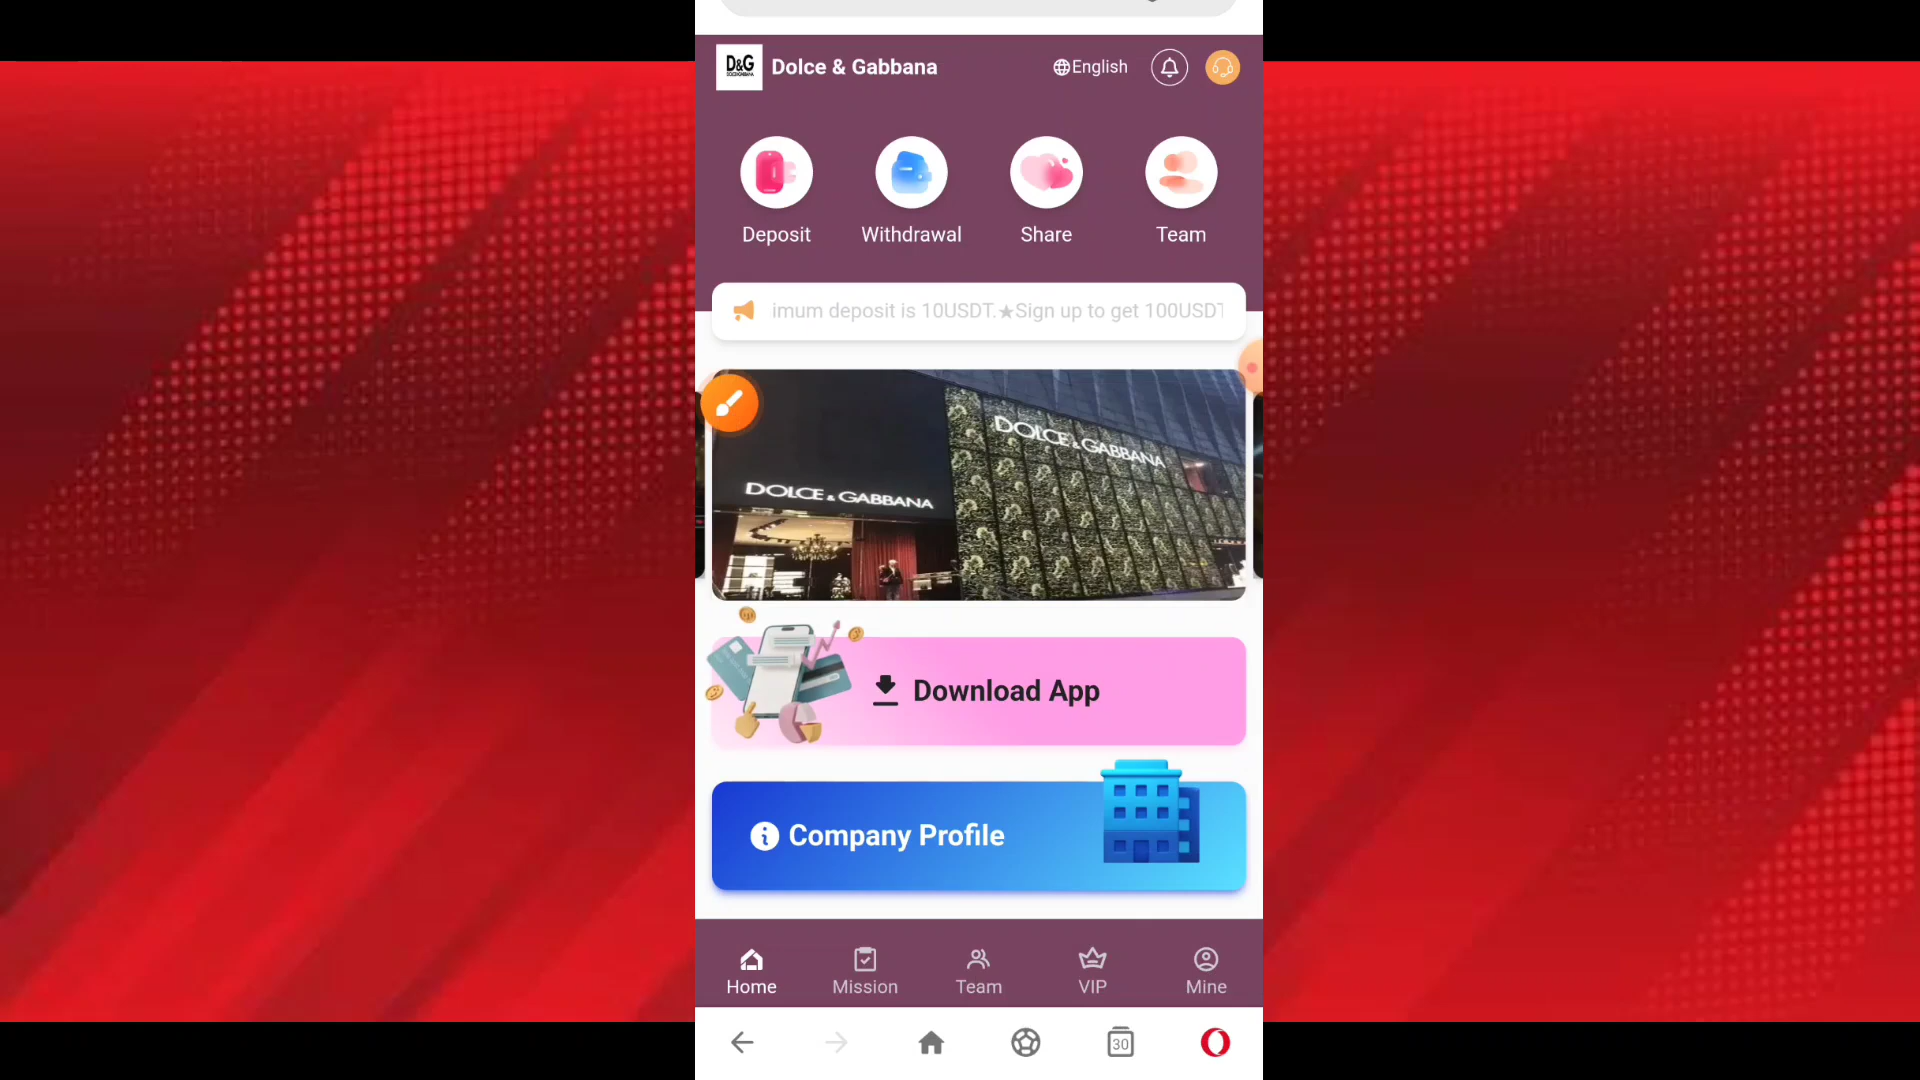 D&G
Dolce & Gabbana
English
Deposit
Withdrawal
Share
Team
imum deposit is 10USDT.★Sign up to get 100USDT
DOLCE & GABBANA
DOLCE & GABBANA
Download App
Company Profile
Home
Mission
Team
VIP
Mine
30